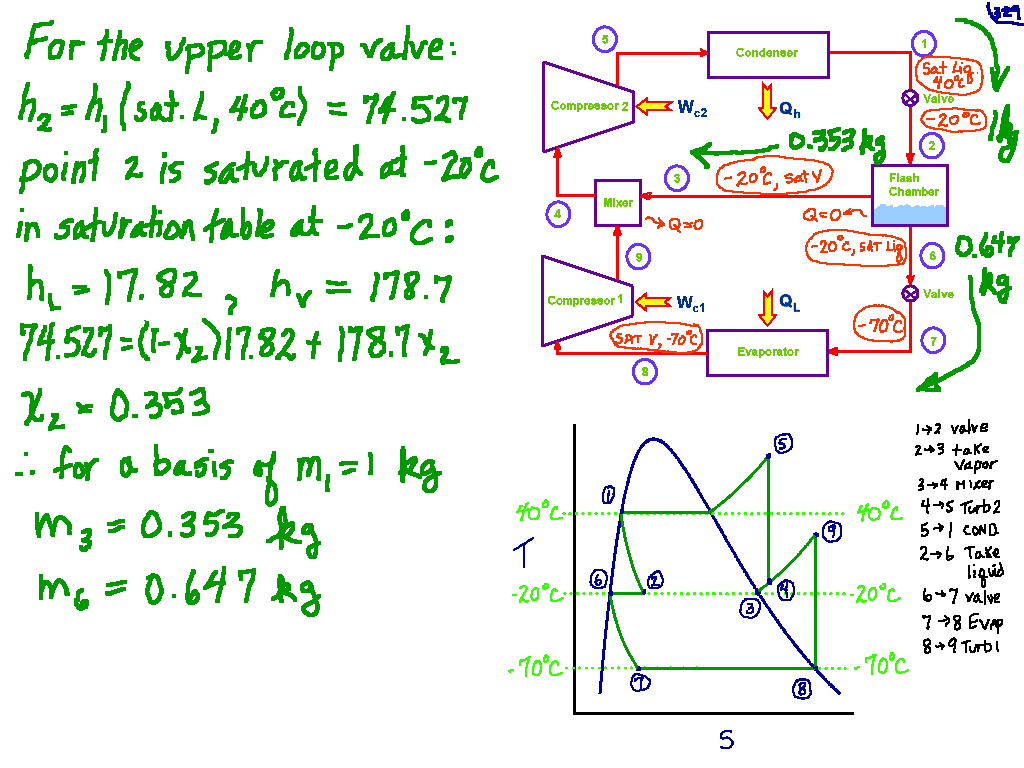 329
For the upper loop valve:
h2 = h1 (sat. L, 40°C) = 74.527
point 2 is saturated at -20°C
in saturation table at -20°C:
hL = 17.82 , hV = 178.7
74.527 = (1-x2)17.82 + 178.7 x2
x2 = 0.353
∴ for a basis of m1 = 1 kg
m3 = 0.353 kg
m6 = 0.647 kg
5
Condenser
1
Sat Liq
40°C
Compressor 2
Wc2
Qh
Valve
-20°C
1 kg
0.353 kg
2
3
-20°C, sat V
Flash
Chamber
Mixer
4
Q=0
Q=0
-20°C, SAT Liq
6
0.647
kg
9
Compressor 1
Wc1
QL
Valve
-70°C
SAT V, -70°C
Evaporator
7
8
T
S
40°C
40°C
-20°C
-20°C
-70°C
-70°C
1
5
9
6
2
3
4
7
8
1→2 valve
2→3 take
vapor
3→4 Mixer
4→5 Turb2
5→1 COND.
2→6 Take
liquid
6→7 valve
7→8 Evap
8→9 Turb1